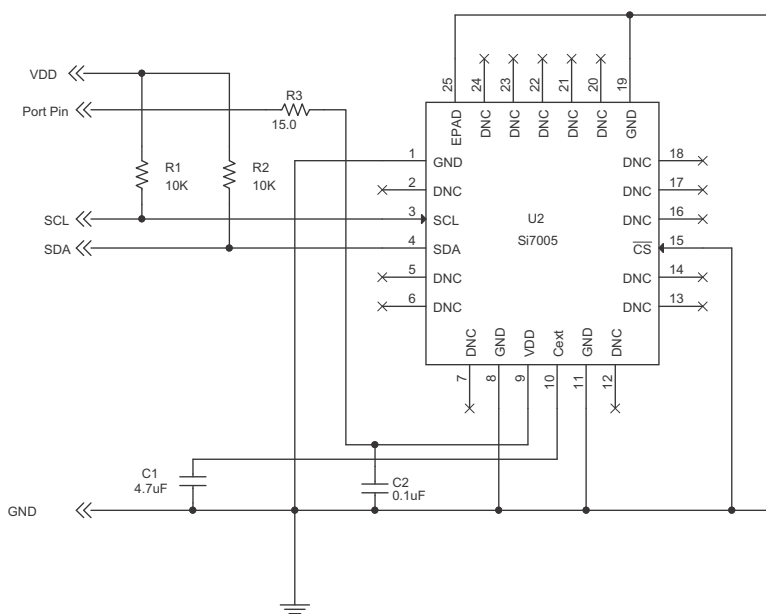 VDD
Port Pin
R3
15.0
R1
10K
R2
10K
SCL
SDA
25
24
23
22
21
20
19
EPAD
DNC
DNC
DNC
DNC
DNC
GND
1
GND
2
DNC
3
SCL
4
SDA
5
DNC
6
DNC
U2
Si7005
DNC
18
DNC
17
DNC
16
CS
15
DNC
14
DNC
13
DNC
GND
VDD
Cext
GND
DNC
7
8
9
10
11
12
C1
4.7uF
C2
0.1uF
GND